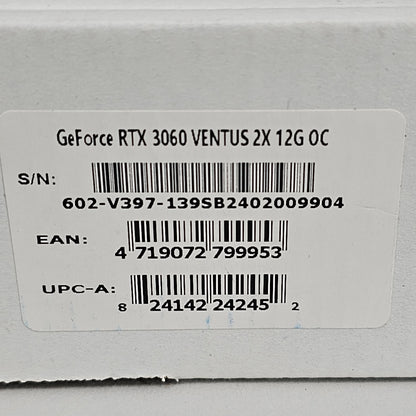 GeForce RTX 3060 VENTUS 2X 12G OC
S/N:
602-V397-139SB2402009904
EAN:
4 719072 799953
UPC-A:
8 24142 24245 2